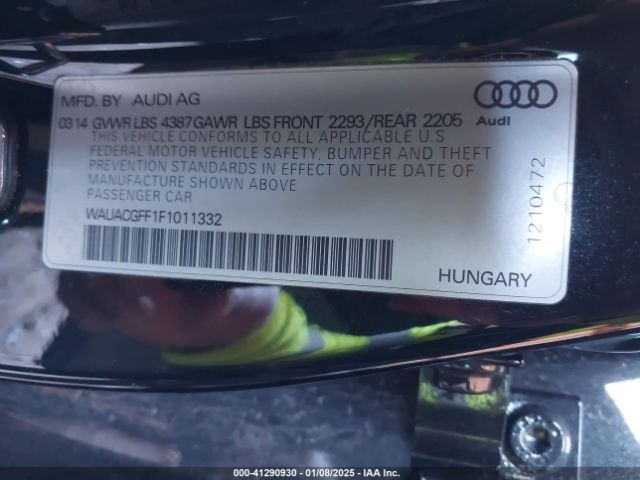 MFD. BY AUDI AG
03 14 GVWR LBS 4387 GAWR LBS FRONT 2293/REAR 2205
THIS VEHICLE CONFORMS TO ALL APPLICABLE U.S
FEDERAL MOTOR VEHICLE SAFETY, BUMPER AND THEFT
PREVENTION STANDARDS IN EFFECT ON THE DATE OF
MANUFACTURE SHOWN ABOVE
PASSENGER CAR
WAUACGFF1F1011332
Audi
1210472
HUNGARY
000-41290930 - 01/08/2025 - IAA Inc.